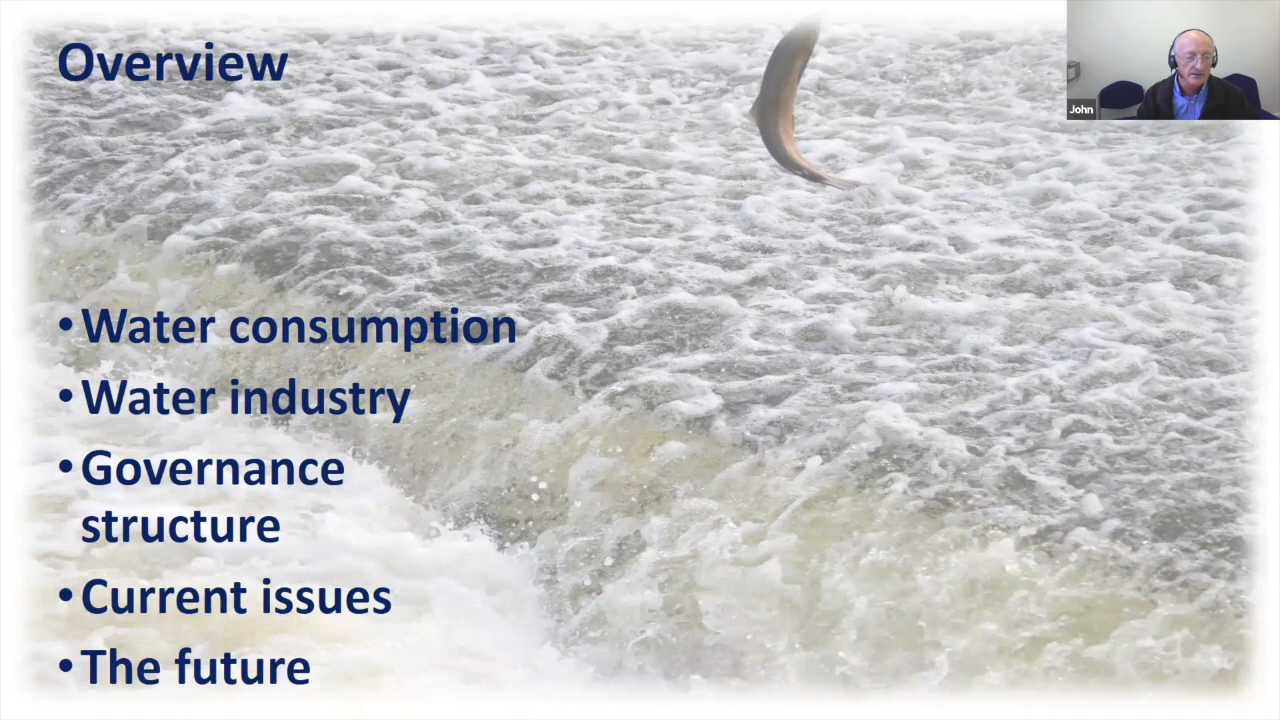 Overview
John
• Water consumption
• Water industry
• Governance
structure
• Current issues
• The future